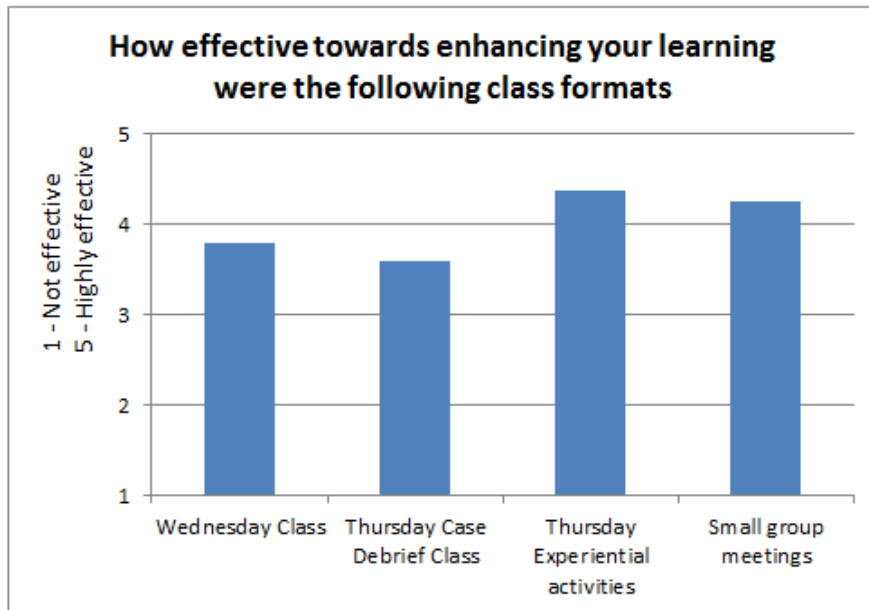 How effective towards enhancing your learning
were the following class formats
1 - Not effective
5 - Highly effective
5
4
3
2
1
Wednesday Class
Thursday Case
Debrief Class
Thursday
Experiential
activities
Small group
meetings